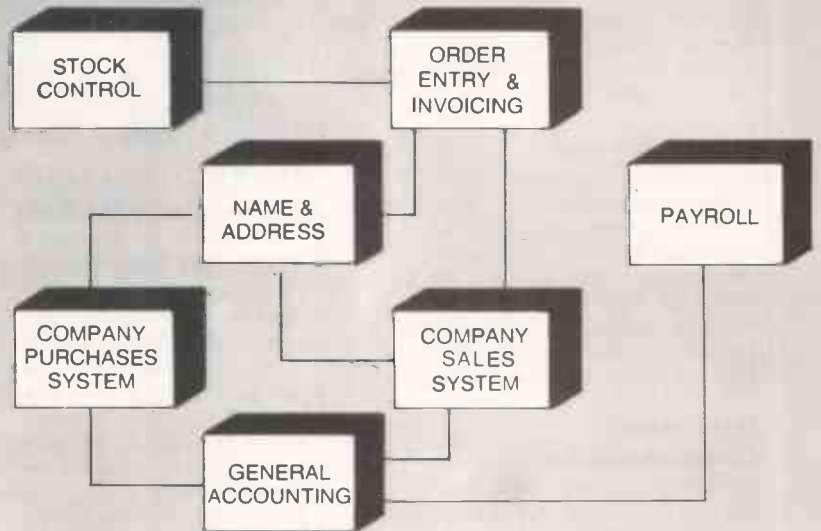 STOCK
CONTROL
ORDER
ENTRY &
INVOICING
NAME &
ADDRESS
PAYROLL
COMPANY
PURCHASES
SYSTEM
COMPANY
SALES
SYSTEM
GENERAL
ACCOUNTING